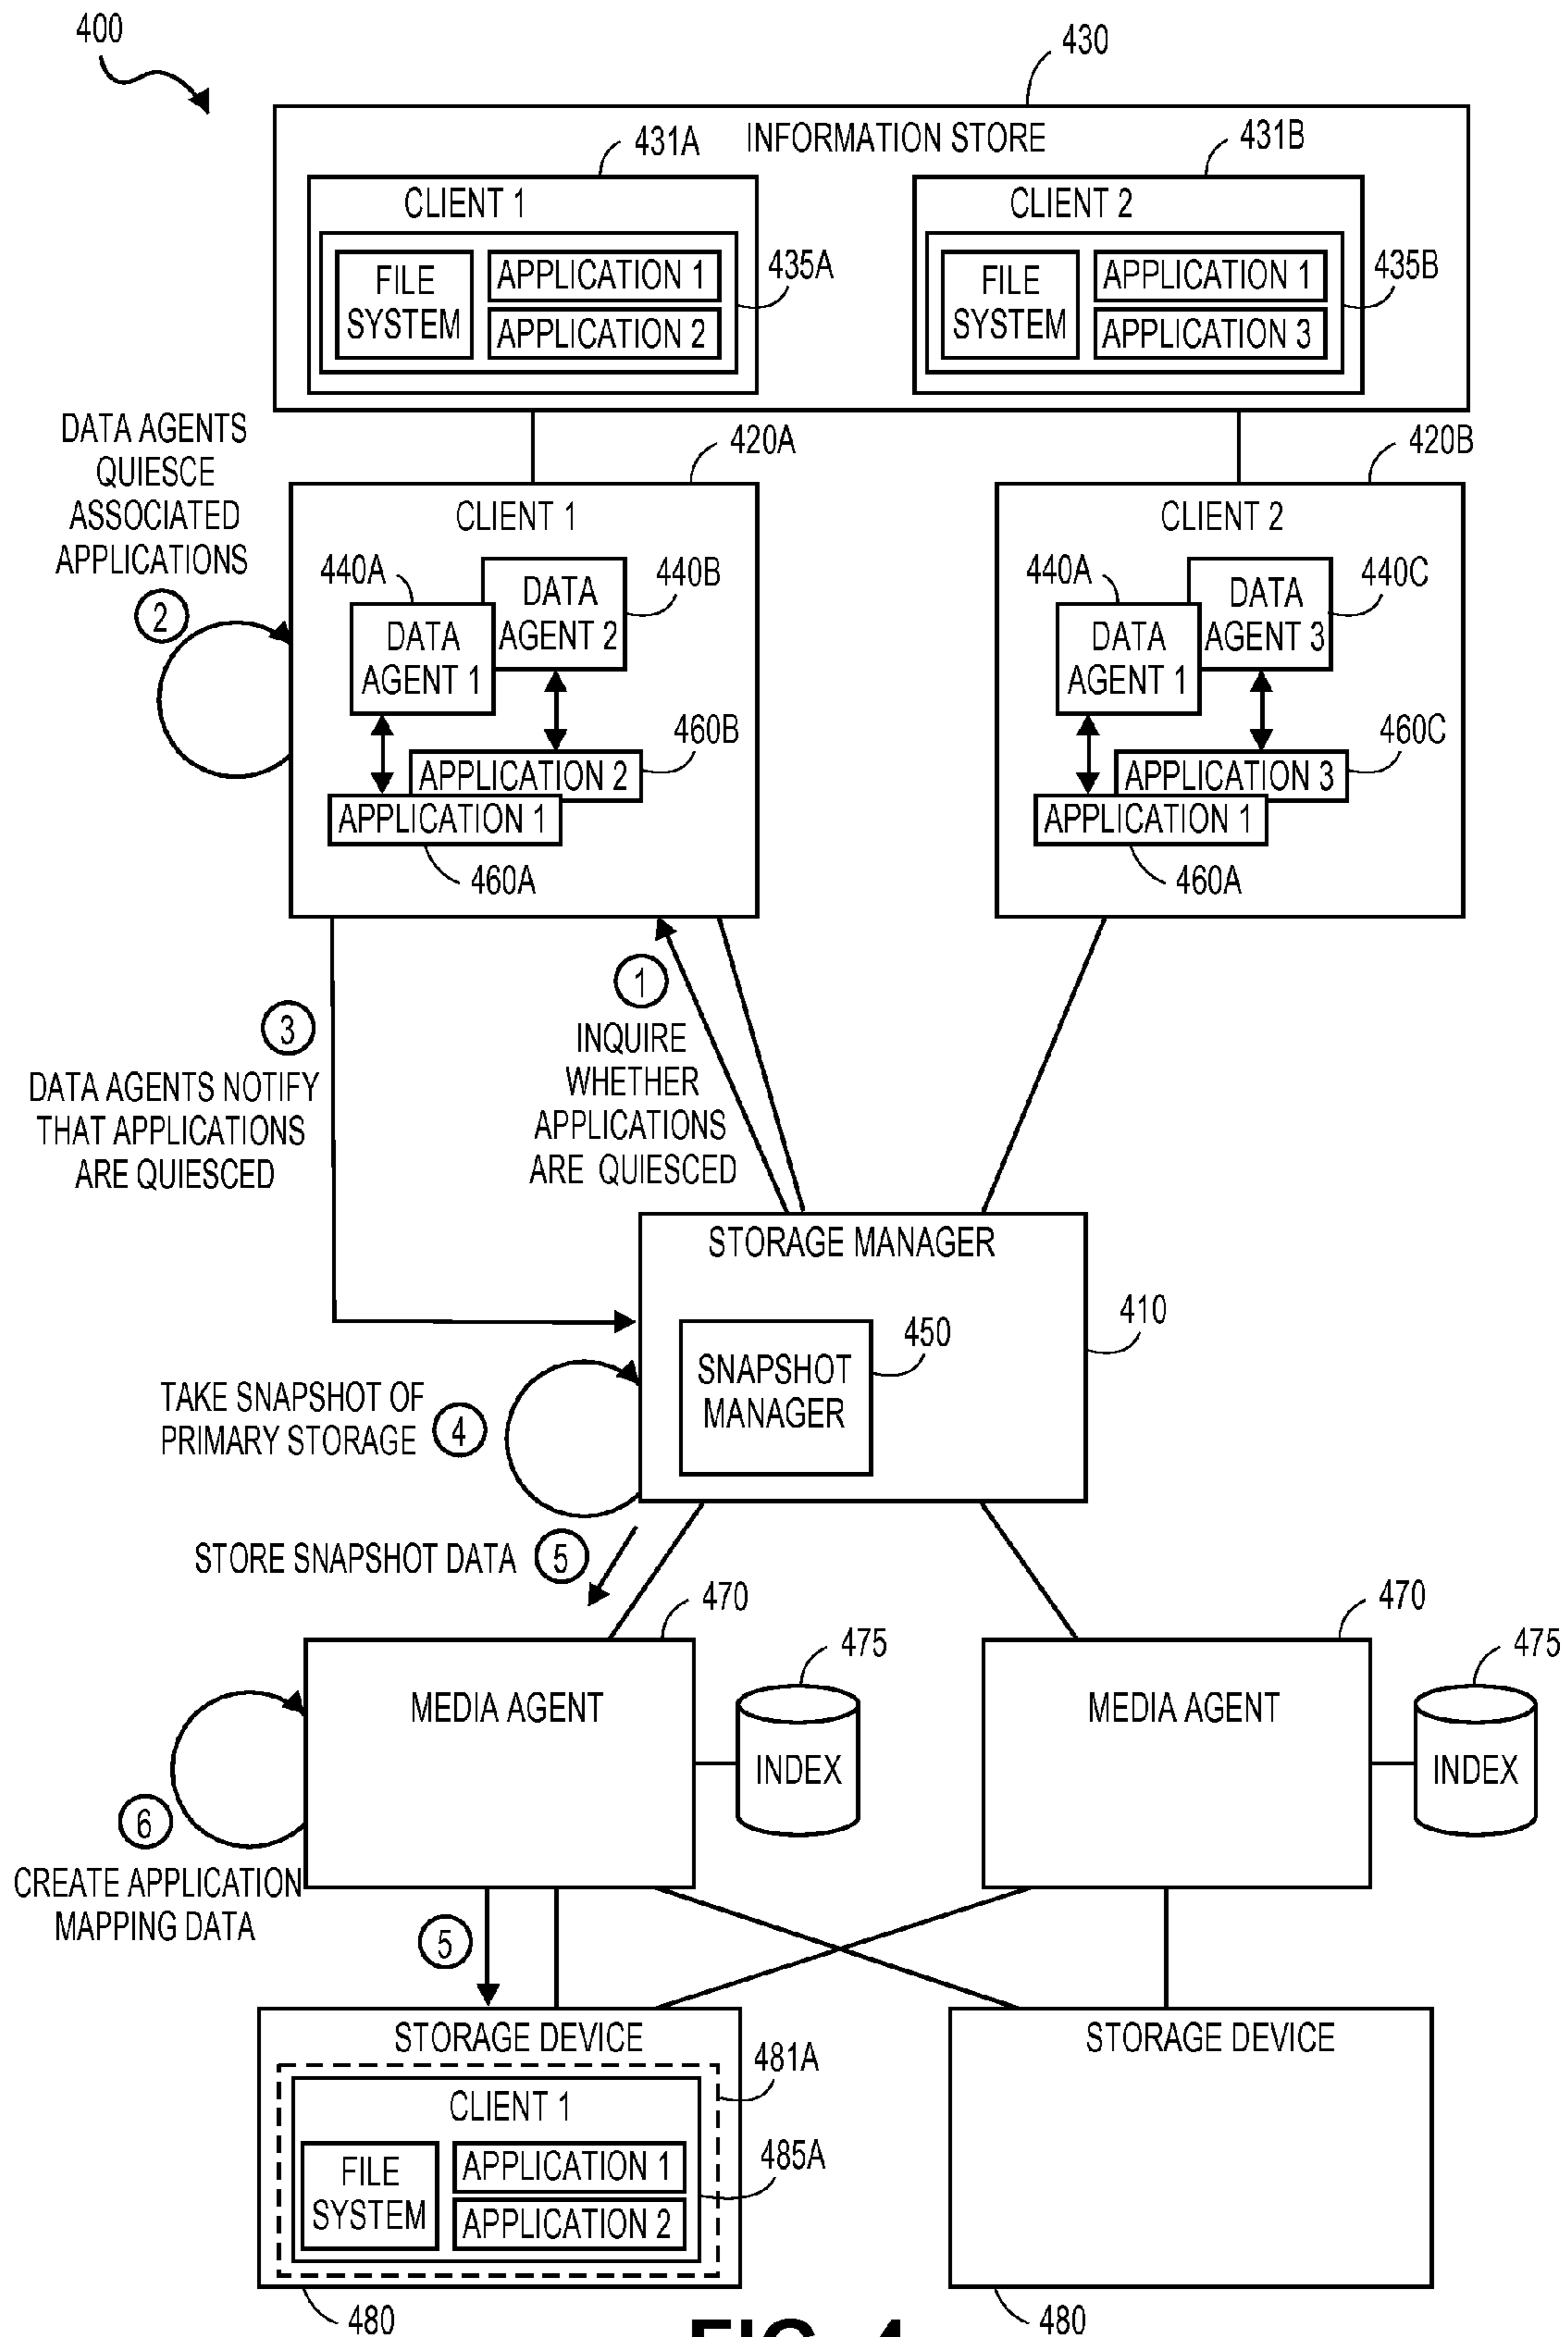 400
430
INFORMATION STORE
431A
431B
CLIENT 1
CLIENT 2
FILE
SYSTEM
APPLICATION 1
APPLICATION 2
435A
FILE
SYSTEM
APPLICATION 1
APPLICATION 3
435B
DATA AGENTS
QUIESCE
ASSOCIATED
APPLICATIONS
2
420A
420B
CLIENT 1
CLIENT 2
440A
DATA
AGENT 1
DATA
AGENT 2
440B
440A
DATA
AGENT 1
DATA
AGENT 3
440C
460B
APPLICATION 2
APPLICATION 1
460A
460C
APPLICATION 3
APPLICATION 1
460A
3
DATA AGENTS NOTIFY
THAT APPLICATIONS
ARE QUIESCED
1
INQUIRE
WHETHER
APPLICATIONS
ARE QUIESCED
STORAGE MANAGER
410
450
SNAPSHOT
MANAGER
TAKE SNAPSHOT OF
PRIMARY STORAGE
4
STORE SNAPSHOT DATA
5
470
470
475
475
MEDIA AGENT
INDEX
MEDIA AGENT
INDEX
6
CREATE APPLICATION
MAPPING DATA
5
STORAGE DEVICE
STORAGE DEVICE
481A
CLIENT 1
FILE
SYSTEM
APPLICATION 1
APPLICATION 2
485A
480
480
FIG. 4